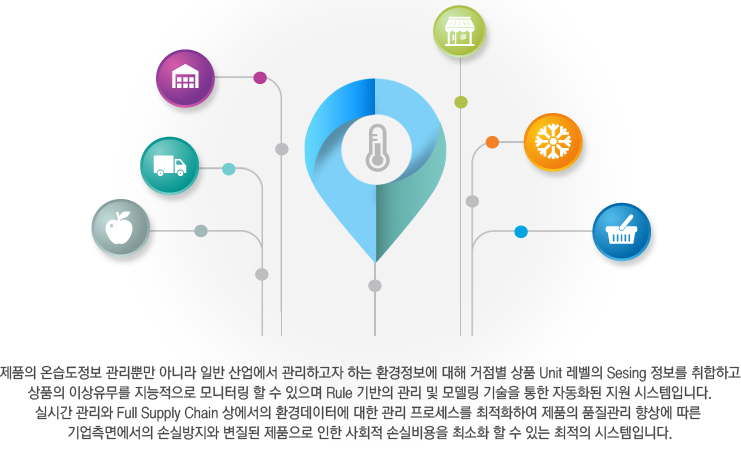 제품의 온습도정보 관리뿐만 아니라 일반 산업에서 관리하고자 하는 환경정보에 대해 거점별 상품 Unit 레벨의 Sesing 정보를 취합하고
상품의 이상유무를 지능적으로 모니터링 할 수 있으며 Rule 기반의 관리 및 모델링 기술을 통한 자동화된 지원 시스템입니다.
실시간 관리와 Full Supply Chain 상에서의 환경데이터에 대한 관리 프로세스를 최적화하여 제품의 품질관리 향상에 따른
기업측면에서의 손실방지와 변질된 제품으로 인한 사회적 손실비용을 최소화 할 수 있는 최적의 시스템입니다.